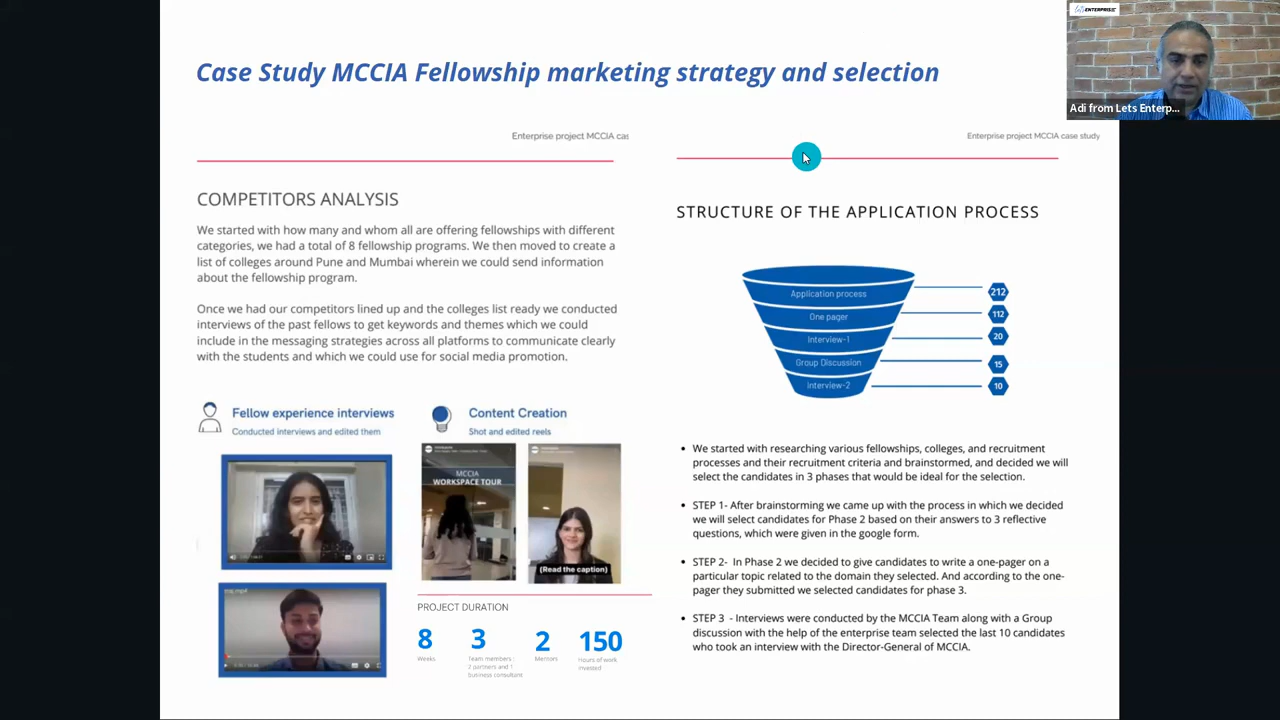 Case Study MCCIA Fellowship marketing strategy and selection
ENTERPRISE
Adi from Lets Enterp...
Enterprise project MCCIA cas
COMPETITORS ANALYSIS
We started with how many and whom all are offering fellowships with different
categories, we had a total of 8 fellowship programs. We then moved to create a
list of colleges around Pune and Mumbai wherein we could send information
about the fellowship program.
Once we had our competitors lined up and the colleges list ready we conducted
interviews of the past fellows to get keywords and themes which we could
include in the messaging strategies across all platforms to communicate clearly
with the students and which we could use for social media promotion.
Fellow experience interviews
Conducted interviews and edited them
Content Creation
Shot and edited reels
MCCIA
WORKSPACE TOUR
(Read the caption)
PROJECT DURATION
8
Weeks
3
Team members :
2 partners and 1
business consultant
2
Mentors
150
Hours of work
invested
Enterprise project MCCIA case study
STRUCTURE OF THE APPLICATION PROCESS
Application process 212
One pager 112
Interview-1 20
Group Discussion 15
Interview-2 10
• We started with researching various fellowships, colleges, and recruitment
processes and their recruitment criteria and brainstormed, and decided we will
select the candidates in 3 phases that would be ideal for the selection.
• STEP 1- After brainstorming we came up with the process in which we decided
we will select candidates for Phase 2 based on their answers to 3 reflective
questions, which were given in the google form.
• STEP 2- In Phase 2 we decided to give candidates to write a one-pager on a
particular topic related to the domain they selected. And according to the one-
pager they submitted we selected candidates for phase 3.
• STEP 3 - Interviews were conducted by the MCCIA Team along with a Group
discussion with the help of the enterprise team selected the last 10 candidates
who took an interview with the Director-General of MCCIA.